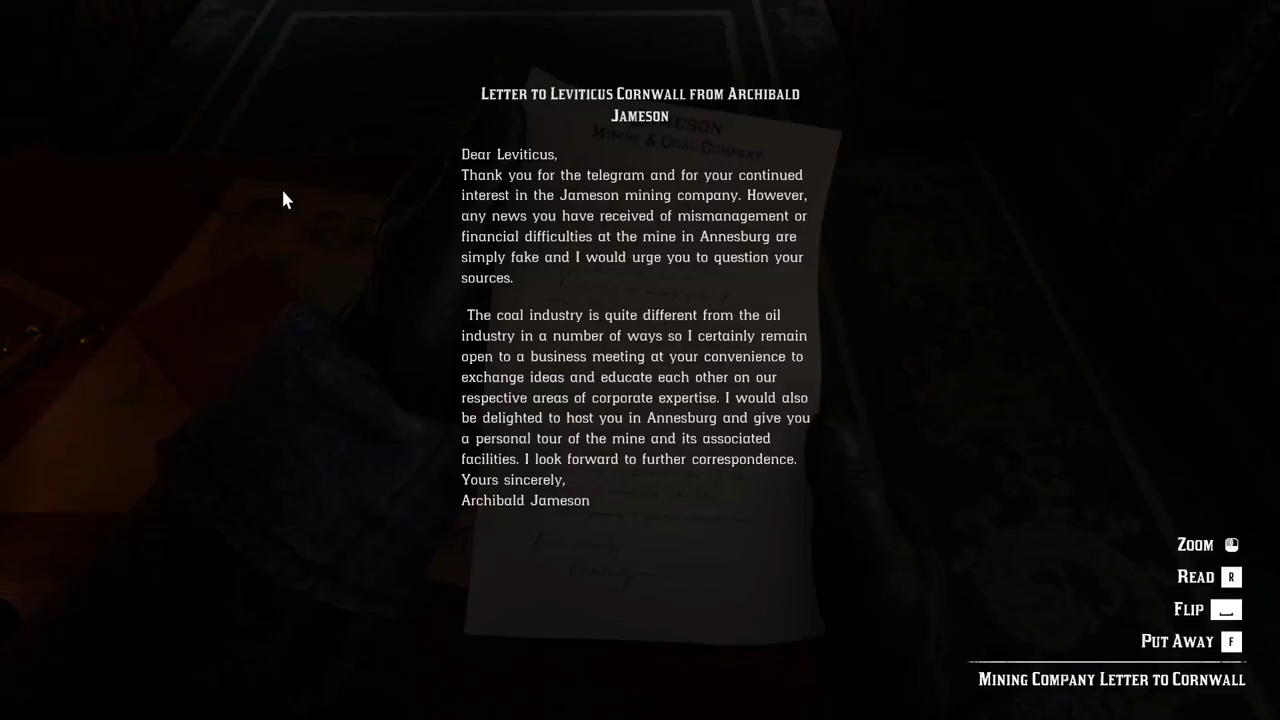 Letter to Leviticus Cornwall from Archibald
Jameson
JAMESON
Mining & Coal Company
Dear Leviticus,
Thank you for the telegram and for your continued
interest in the Jameson mining company. However,
any news you have received of mismanagement or
financial difficulties at the mine in Annesburg are
simply fake and I would urge you to question your
sources.
The coal industry is quite different from the oil
industry in a number of ways so I certainly remain
open to a business meeting at your convenience to
exchange ideas and educate each other on our
respective areas of corporate expertise. I would also
be delighted to host you in Annesburg and give you
a personal tour of the mine and its associated
facilities. I look forward to further correspondence.
Yours sincerely,
Archibald Jameson
Zoom
Read R
Flip
Put Away F
Mining Company Letter to Cornwall